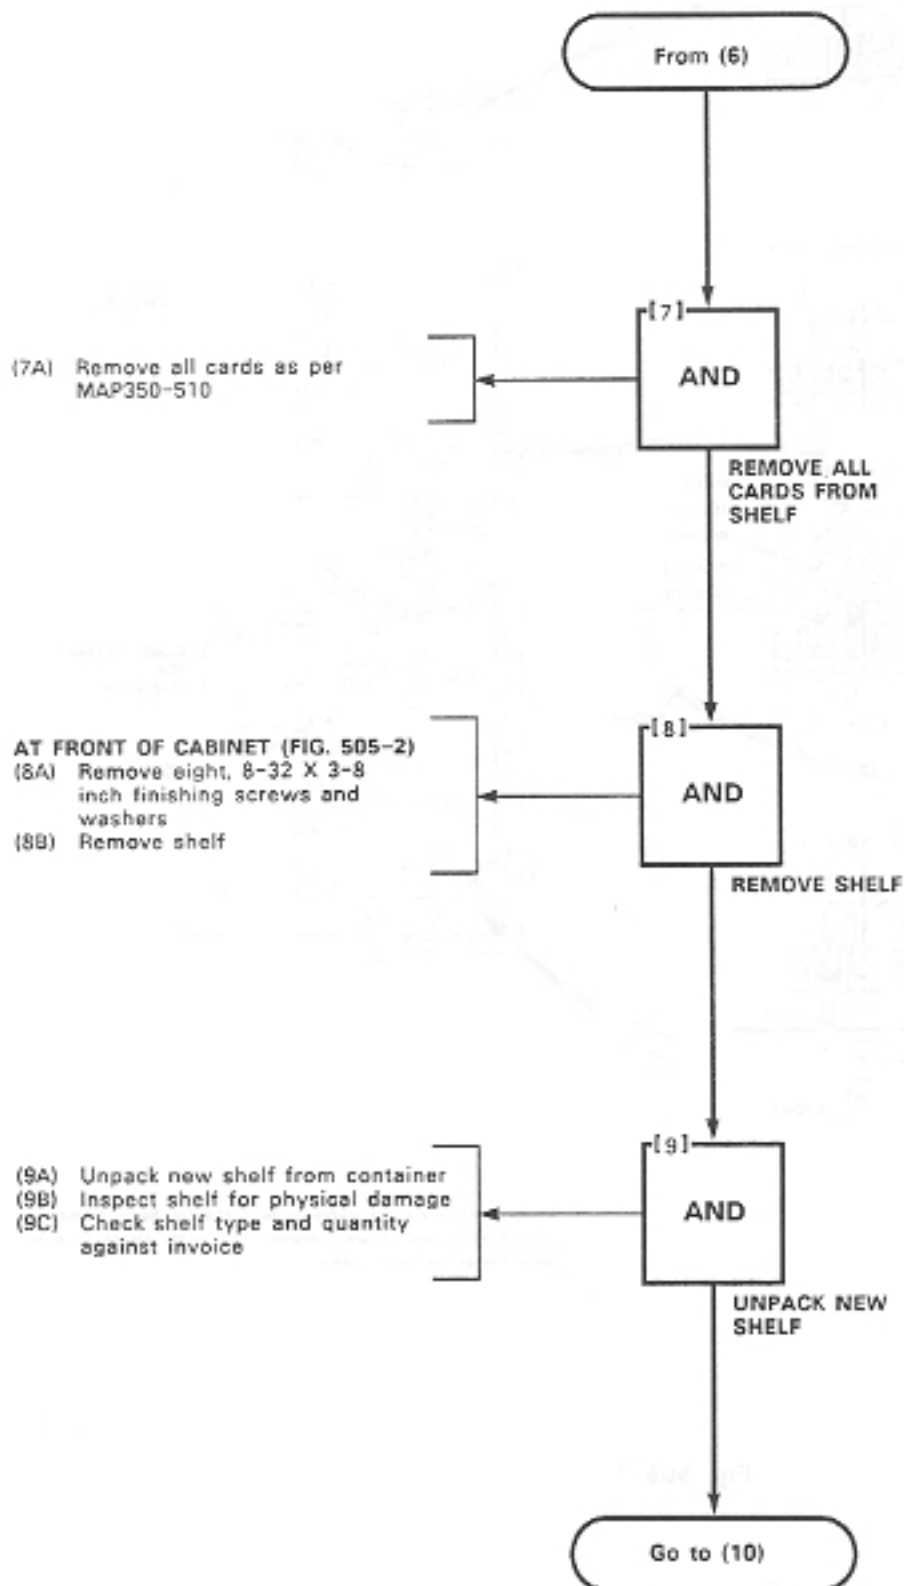 From (6)
[7]
AND
(7A) Remove all cards as per
MAP350-510
REMOVE ALL
CARDS FROM
SHELF
[8]
AND
AT FRONT OF CABINET (FIG. 505-2)
(8A) Remove eight, 8-32 X 3-8
inch finishing screws and
washers
(8B) Remove shelf
REMOVE SHELF
[9]
AND
(9A) Unpack new shelf from container
(9B) Inspect shelf for physical damage
(9C) Check shelf type and quantity
against invoice
UNPACK NEW
SHELF
Go to (10)